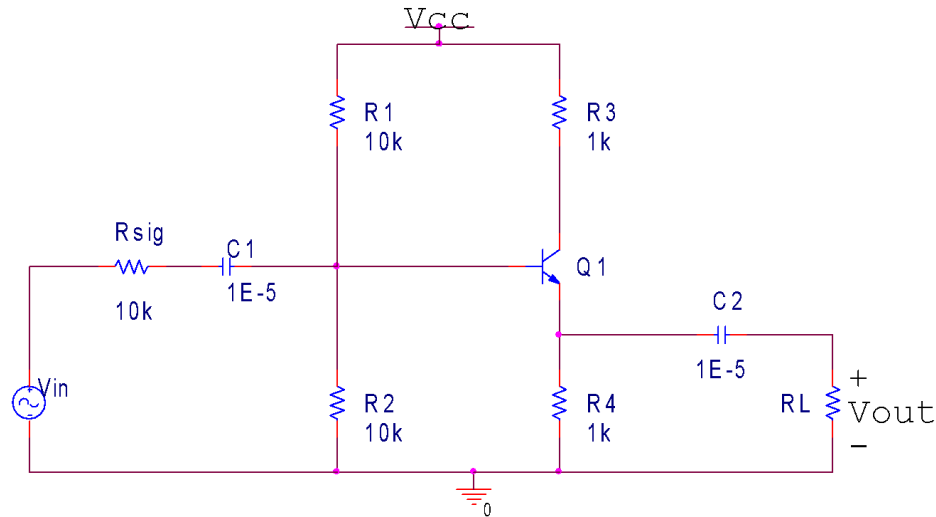 Vcc
R1
10k
R3
1k
Rsig
10k
C1
1E-5
Q1
C2
1E-5
Vin
R2
10k
R4
1k
RL
+
Vout
-
0